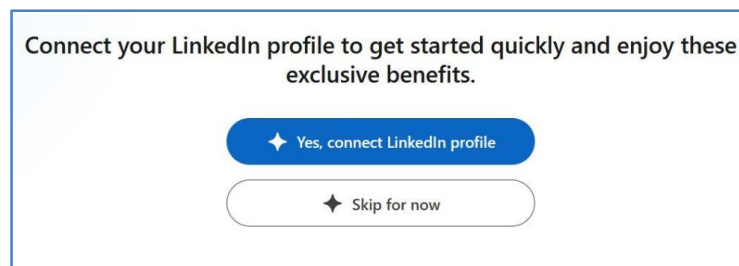 Connect your LinkedIn profile to get started quickly and enjoy these
exclusive benefits.
Yes, connect LinkedIn profile
Skip for now